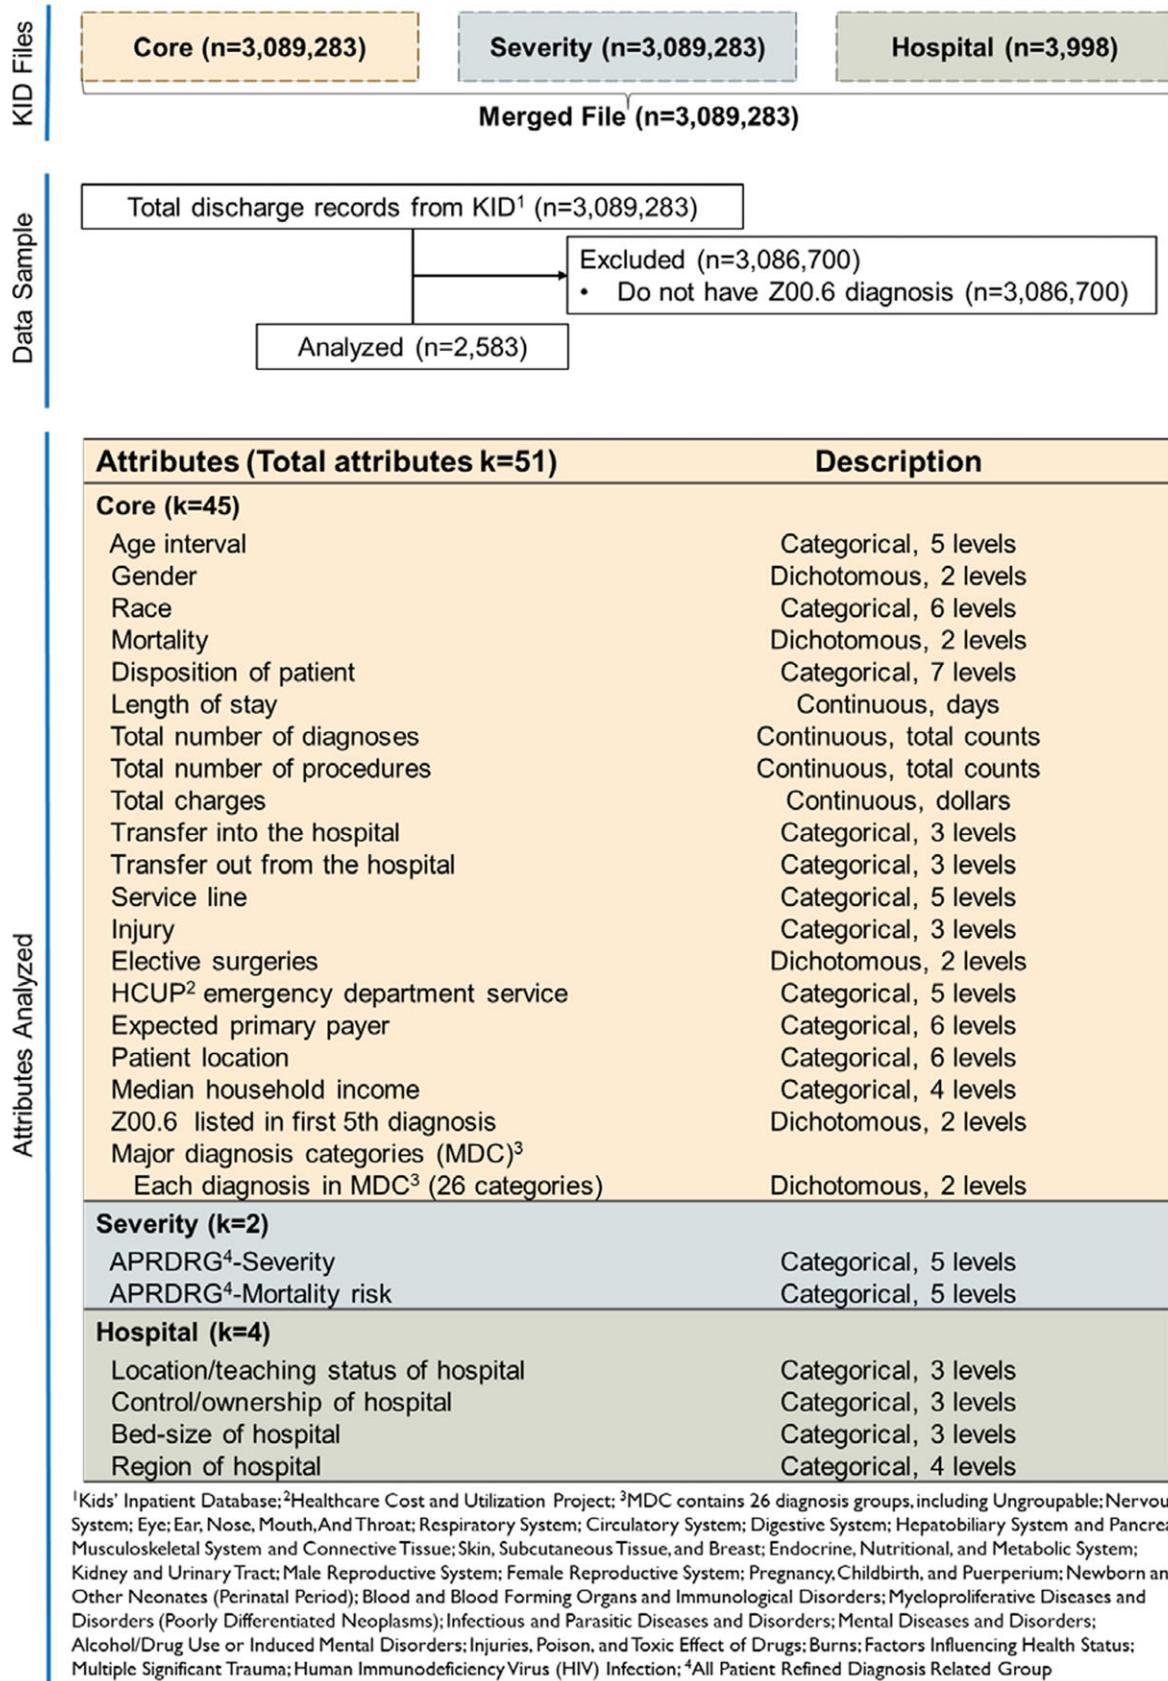 KID Files
Core (n=3,089,283)
Severity (n=3,089,283)
Hospital (n=3,998)
Merged File (n=3,089,283)
Data Sample
Total discharge records from KID1 (n=3,089,283)
Excluded (n=3,086,700)
• Do not have Z00.6 diagnosis (n=3,086,700)
Analyzed (n=2,583)
Attributes Analyzed
Attributes (Total attributes k=51) Description
Core (k=45)
Age interval Categorical, 5 levels
Gender Dichotomous, 2 levels
Race Categorical, 6 levels
Mortality Dichotomous, 2 levels
Disposition of patient Categorical, 7 levels
Length of stay Continuous, days
Total number of diagnoses Continuous, total counts
Total number of procedures Continuous, total counts
Total charges Continuous, dollars
Transfer into the hospital Categorical, 3 levels
Transfer out from the hospital Categorical, 3 levels
Service line Categorical, 5 levels
Injury Categorical, 3 levels
Elective surgeries Dichotomous, 2 levels
HCUP2 emergency department service Categorical, 5 levels
Expected primary payer Categorical, 6 levels
Patient location Categorical, 6 levels
Median household income Categorical, 4 levels
Z00.6 listed in first 5th diagnosis Dichotomous, 2 levels
Major diagnosis categories (MDC)3
Each diagnosis in MDC3 (26 categories) Dichotomous, 2 levels
Severity (k=2)
APRDRG4-Severity Categorical, 5 levels
APRDRG4-Mortality risk Categorical, 5 levels
Hospital (k=4)
Location/teaching status of hospital Categorical, 3 levels
Control/ownership of hospital Categorical, 3 levels
Bed-size of hospital Categorical, 3 levels
Region of hospital Categorical, 4 levels
1Kids' Inpatient Database; 2Healthcare Cost and Utilization Project; 3MDC contains 26 diagnosis groups, including Ungroupable; Nervou
System; Eye; Ear, Nose, Mouth, And Throat; Respiratory System; Circulatory System; Digestive System; Hepatobiliary System and Pancrea
Musculoskeletal System and Connective Tissue; Skin, Subcutaneous Tissue, and Breast; Endocrine, Nutritional, and Metabolic System;
Kidney and Urinary Tract; Male Reproductive System; Female Reproductive System; Pregnancy, Childbirth, and Puerperium; Newborn an
Other Neonates (Perinatal Period); Blood and Blood Forming Organs and Immunological Disorders; Myeloproliferative Diseases and
Disorders (Poorly Differentiated Neoplasms); Infectious and Parasitic Diseases and Disorders; Mental Diseases and Disorders;
Alcohol/Drug Use or Induced Mental Disorders; Injuries, Poison, and Toxic Effect of Drugs; Burns; Factors Influencing Health Status;
Multiple Significant Trauma; Human Immunodeficiency Virus (HIV) Infection; 4All Patient Refined Diagnosis Related Group